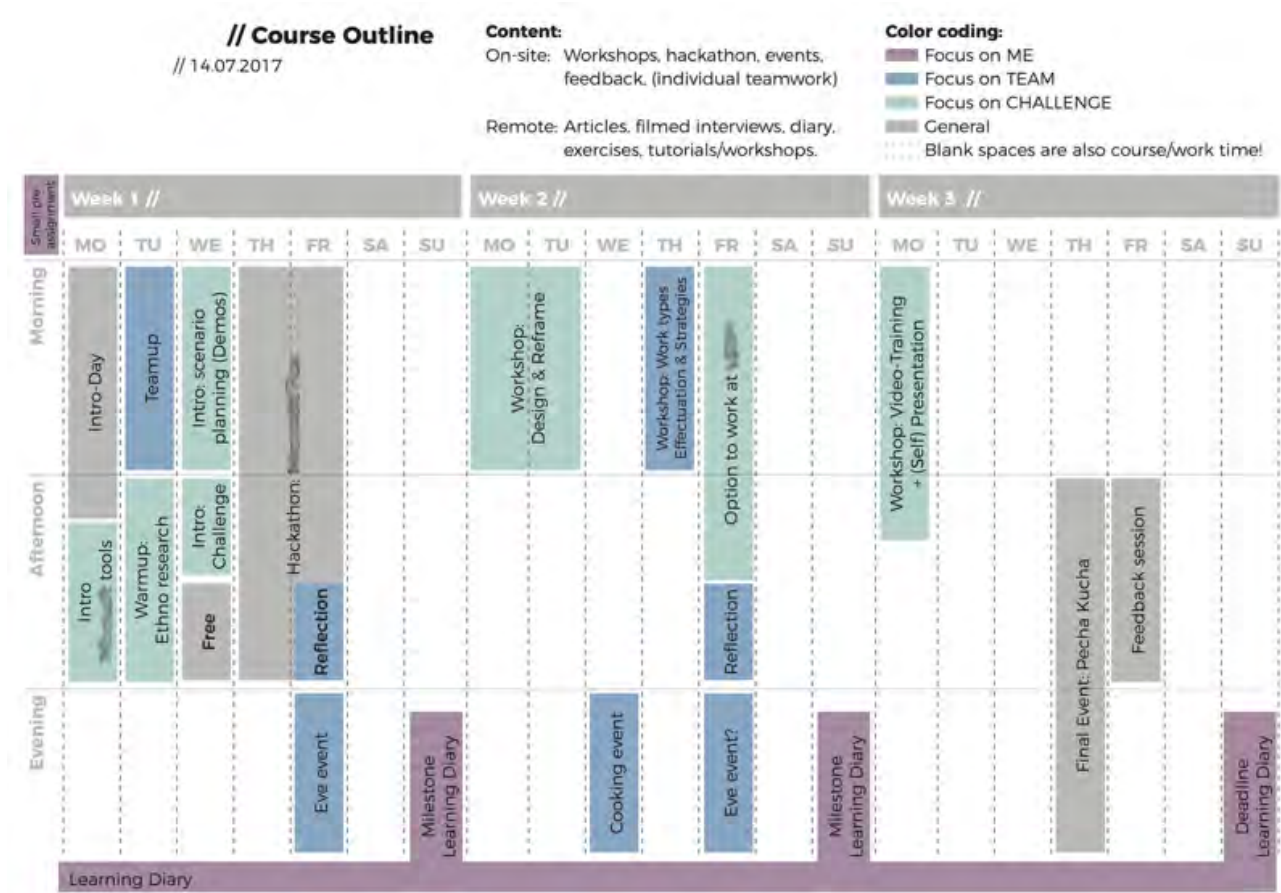 // Course Outline
// 14.07.2017
Content:
On-site: Workshops, hackathon, events,
feedback, (individual teamwork)
Remote: Articles, filmed interviews, diary,
exercises, tutorials/workshops.
Color coding:
Focus on ME
Focus on TEAM
Focus on CHALLENGE
General
Blank spaces are also course/work time!
Small pre-
assignment
Week 1 //
Week 2 //
Week 3 //
MO TU WE TH FR SA SU MO TU WE TH FR SA SU MO TU WE TH FR SA SU
Morning
Afternoon
Evening
Intro-Day
Intro
tools
Teamup
Warmup:
Ethno research
Intro: scenario
planning (Demos)
Intro:
Challenge
Free
Hackathon:
Reflection
Eve event
Milestone
Learning Diary
Workshop:
Design & Reframe
Cooking event
Workshop: Work types
Effectuation & Strategies
Option to work at
Reflection
Eve event?
Milestone
Learning Diary
Workshop: Video-Training
+ (Self) Presentation
Final Event: Pecha Kucha
Feedback session
Deadline
Learning Diary
Learning Diary